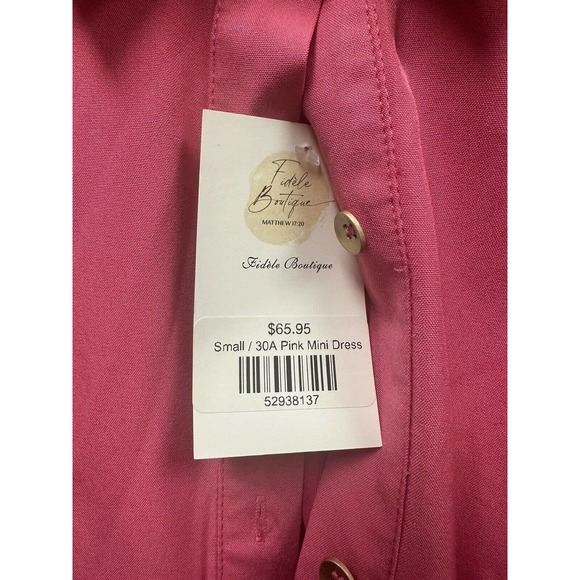 Fidèle
Boutique
MATTHEW 17:20
Fidèle Boutique
$65.95
Small / 30A Pink Mini Dress
52938137